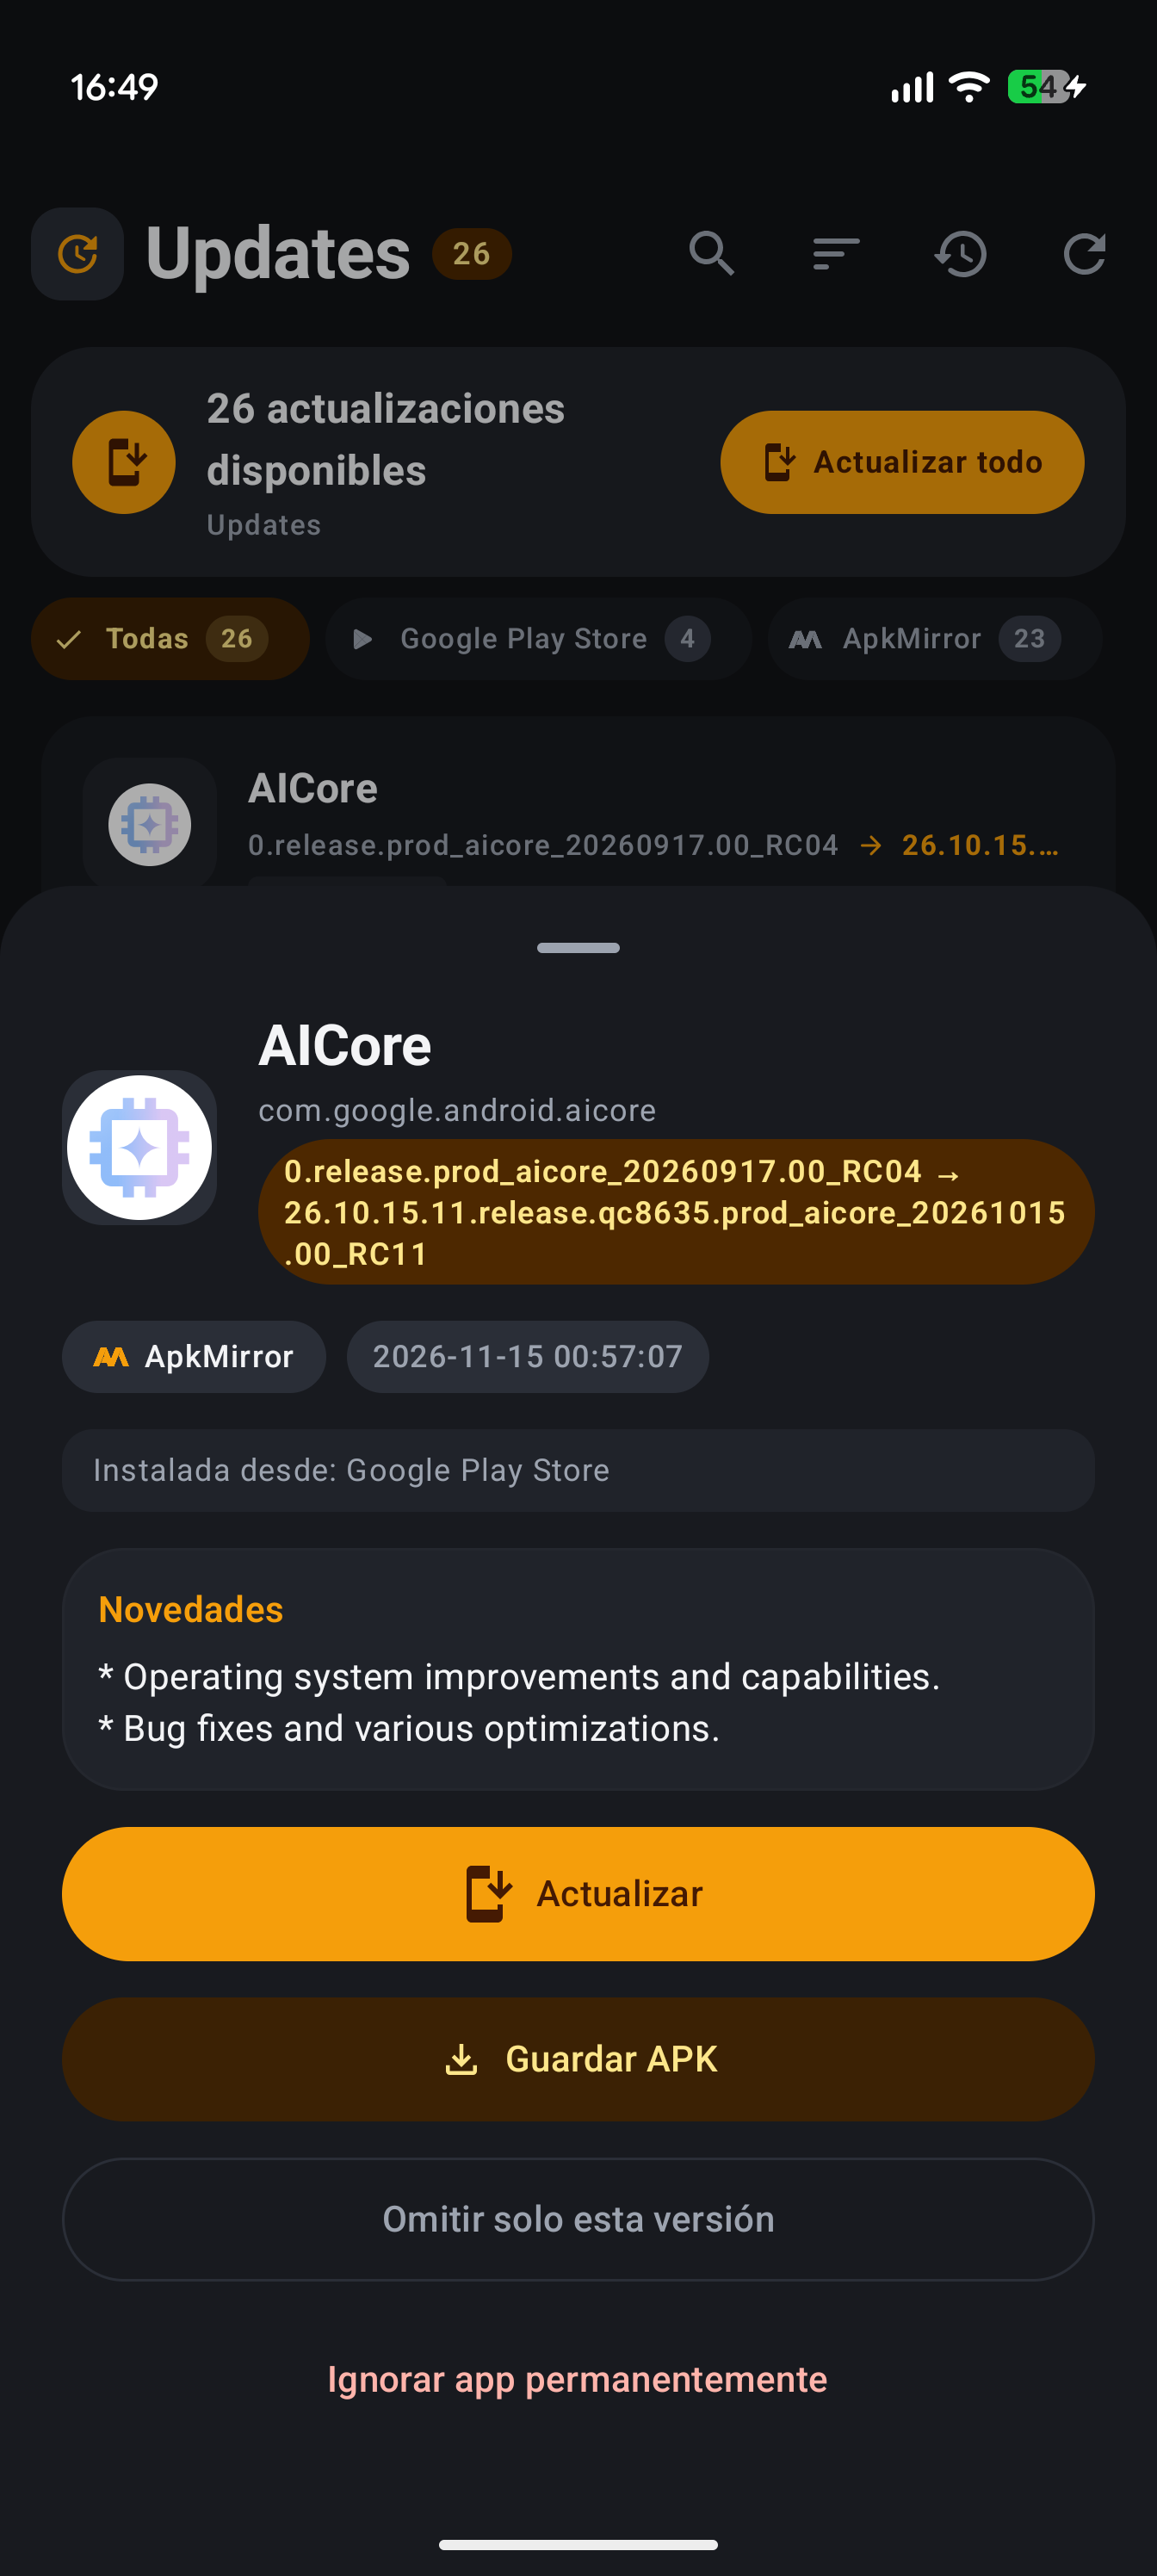 16:49
54
Updates 26
26 actualizaciones
disponibles
Updates
Actualizar todo
Todas 26
Google Play Store 4
ApkMirror 23
AICore
0.release.prod_aicore_20260917.00_RC04 → 26.10.15.…
AICore
com.google.android.aicore
0.release.prod_aicore_20260917.00_RC04 →
26.10.15.11.release.qc8635.prod_aicore_20261015
.00_RC11
ApkMirror
2026-11-15 00:57:07
Instalada desde: Google Play Store
Novedades
* Operating system improvements and capabilities.
* Bug fixes and various optimizations.
Actualizar
Guardar APK
Omitir solo esta versión
Ignorar app permanentemente